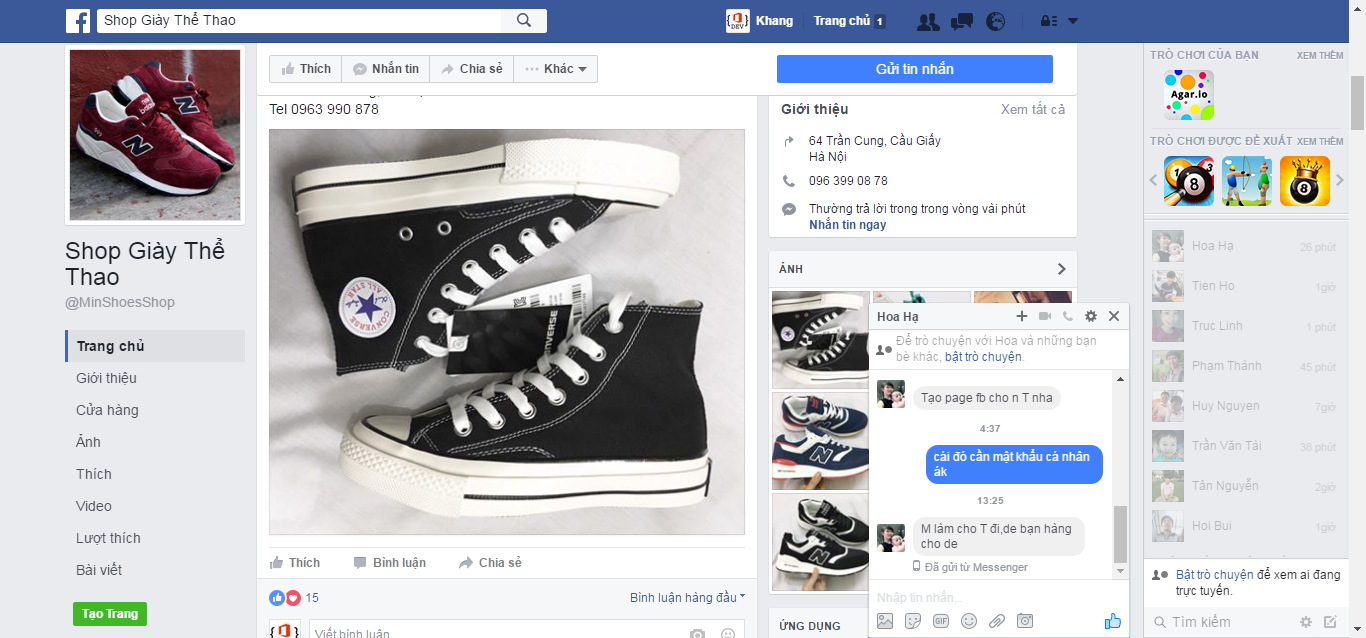 Shop Giày Thể Thao
Khang
Trang chủ 1
Shop Giày Thể
Thao
@MinShoesShop
Trang chủ
Giới thiệu
Cửa hàng
Ảnh
Thích
Video
Lượt thích
Bài viết
Tạo Trang
Thích
Nhắn tin
Chia sẻ
Khác
Gửi tin nhắn
Tel 0963 990 878
CONVERSE
ALL STAR
CONVERSE
Thích
Bình luận
Chia sẻ
15
Bình luận hàng đầu
Viết bình luận
Giới thiệu
Xem tất cả
64 Trần Cung, Cầu Giấy
Hà Nội
096 399 08 78
Thường trả lời trong trong vòng vài phút
Nhắn tin ngay
ẢNH
ỨNG DỤNG
Hoa Hạ
Để trò chuyện với Hoa và những bạn
bè khác, bật trò chuyện.
Tạo page fb cho n T nha
4:37
cái đó cần mật khẩu cá nhân
ák
13:25
M làm cho T đi,de bạn hàng
cho de
Đã gửi từ Messenger
Nhập tin nhắn...
GIF
TRÒ CHƠI CỦA BẠN
XEM THÊM
Agar.io
TRÒ CHƠI ĐƯỢC ĐỀ XUẤT
XEM THÊM
Hoa Hạ 26 phút
Tien Ho 1giờ
Truc Linh 1 phút
Phạm Thành 45 phút
Huy Nguyen 7giờ
Trần Văn Tài 38 phút
Tân Nguyễn 2giờ
Hoi Bui 1giờ
Bật trò chuyện để xem ai đang
trực tuyến.
Tìm kiếm